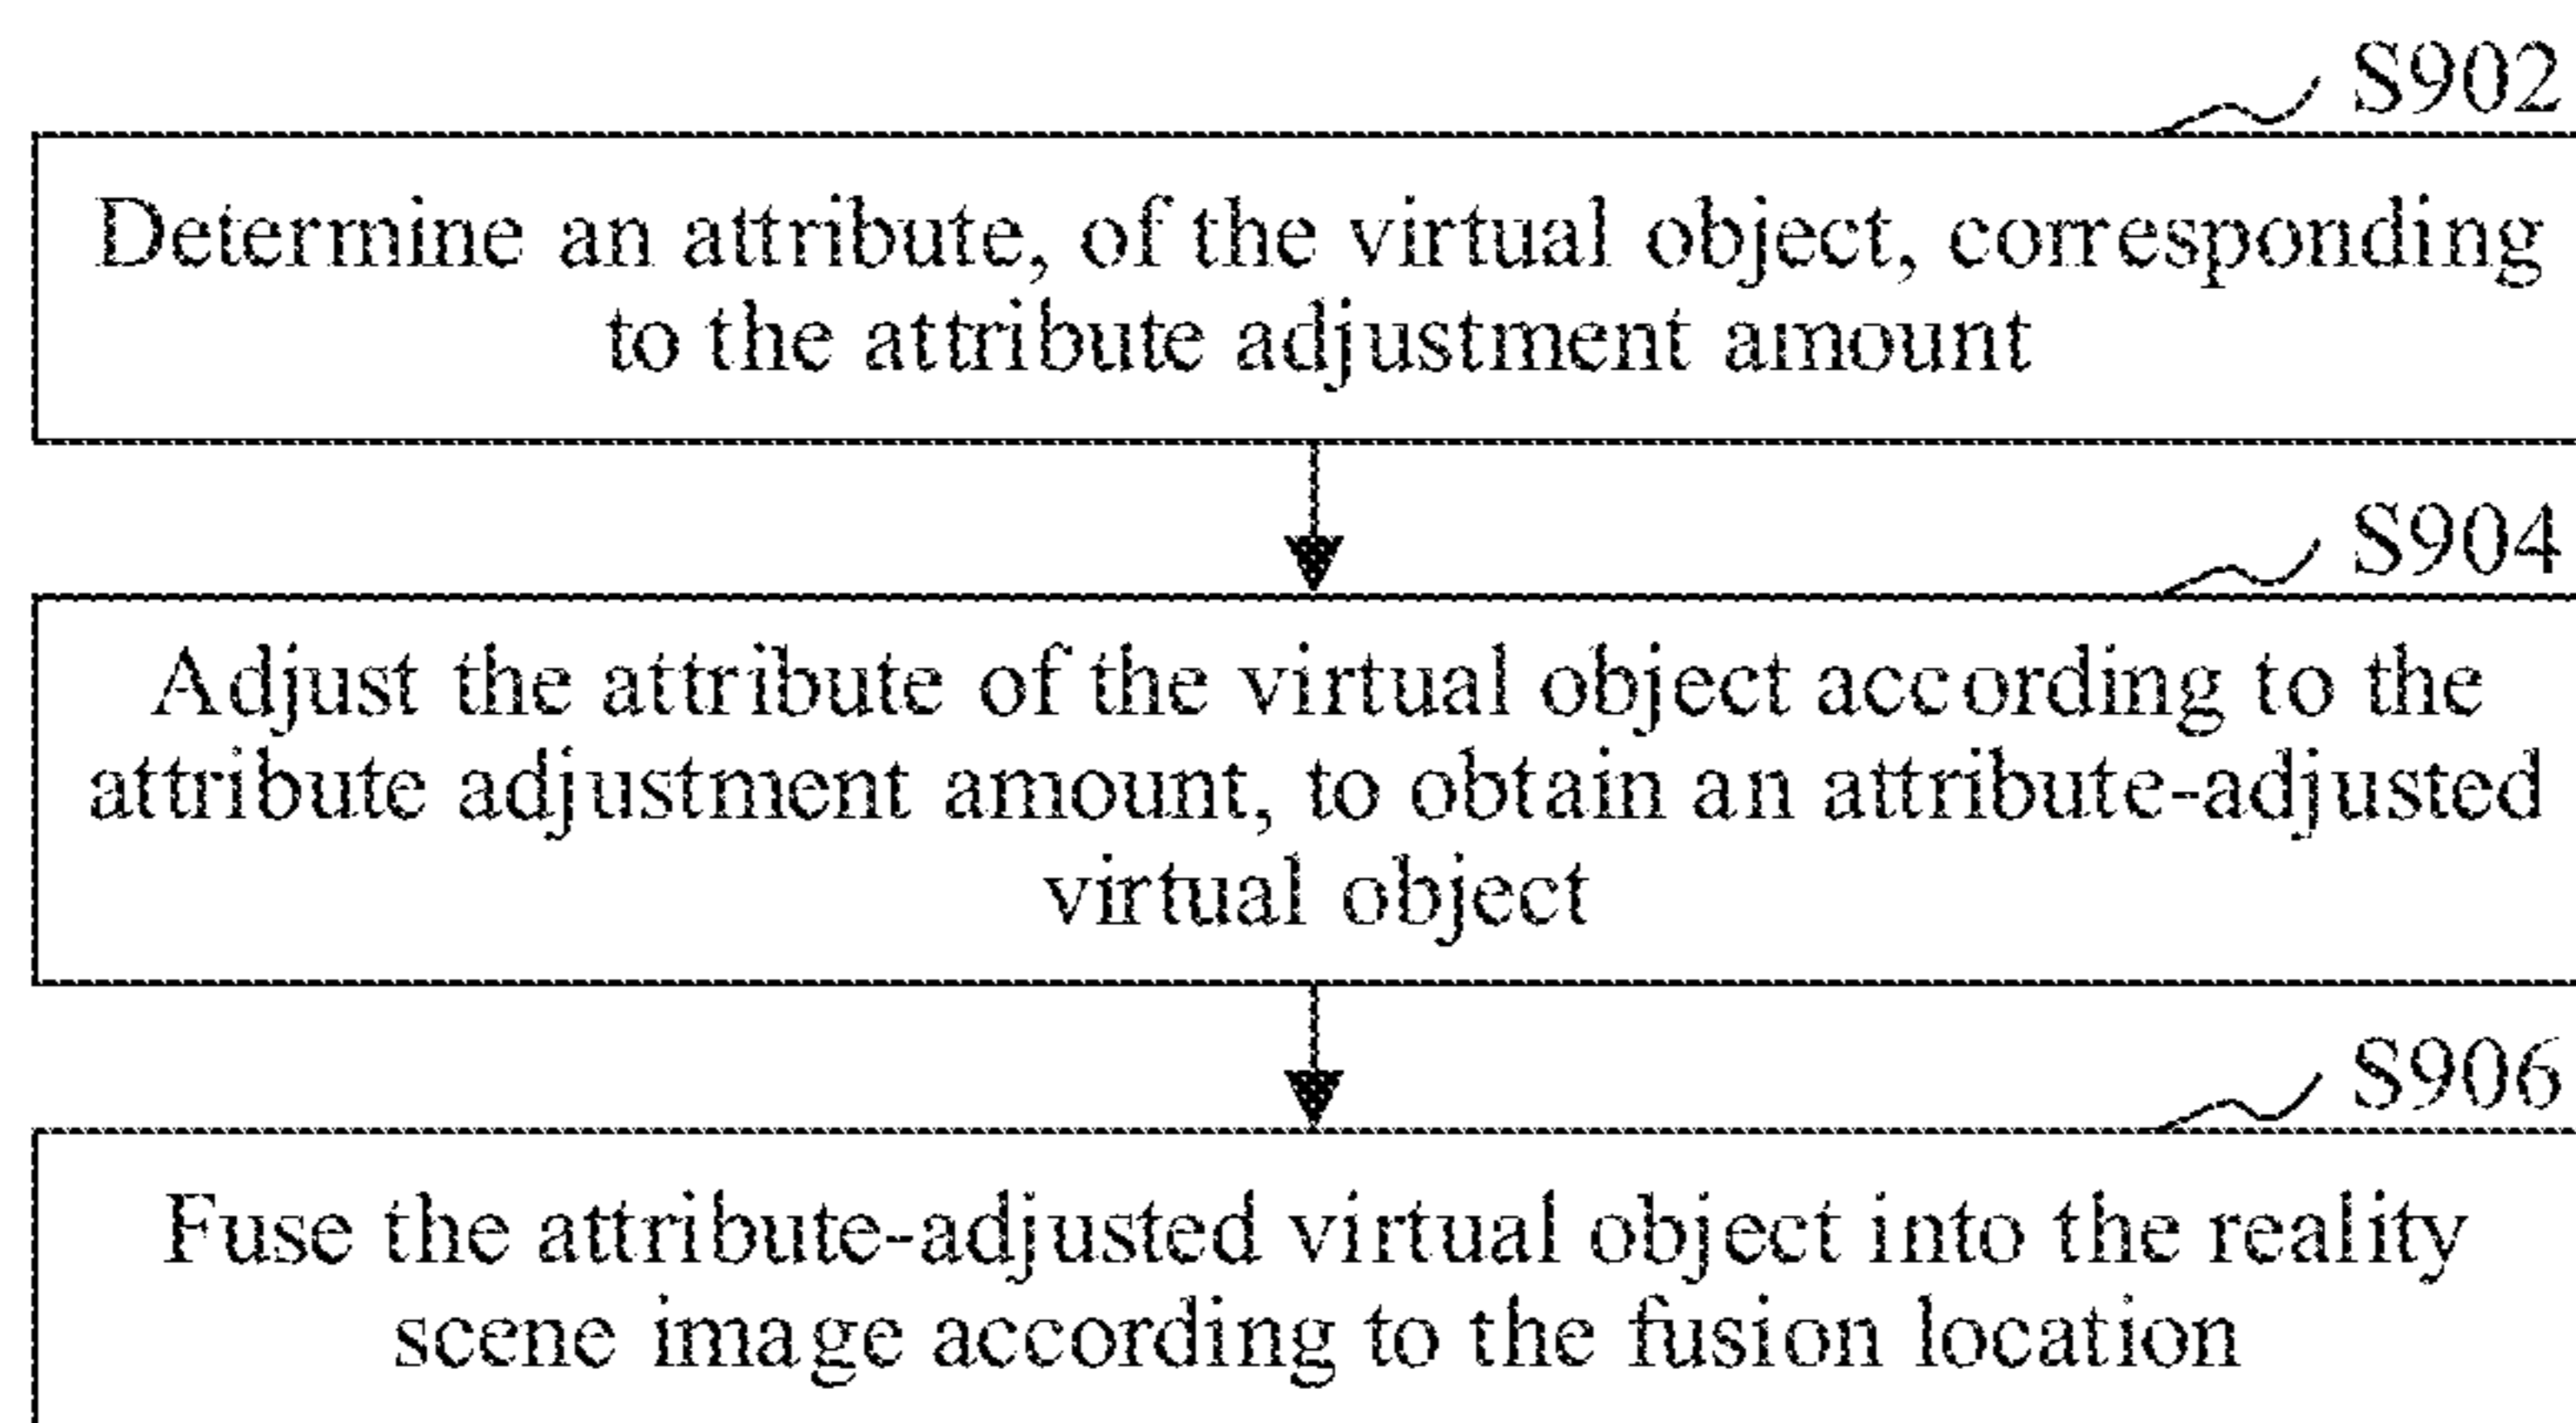 S902
Determine an attribute, of the virtual object, corresponding
to the attribute adjustment amount
S904
Adjust the attribute of the virtual object according to the
attribute adjustment amount, to obtain an attribute-adjusted
virtual object
S906
Fuse the attribute-adjusted virtual object into the reality
scene image according to the fusion location